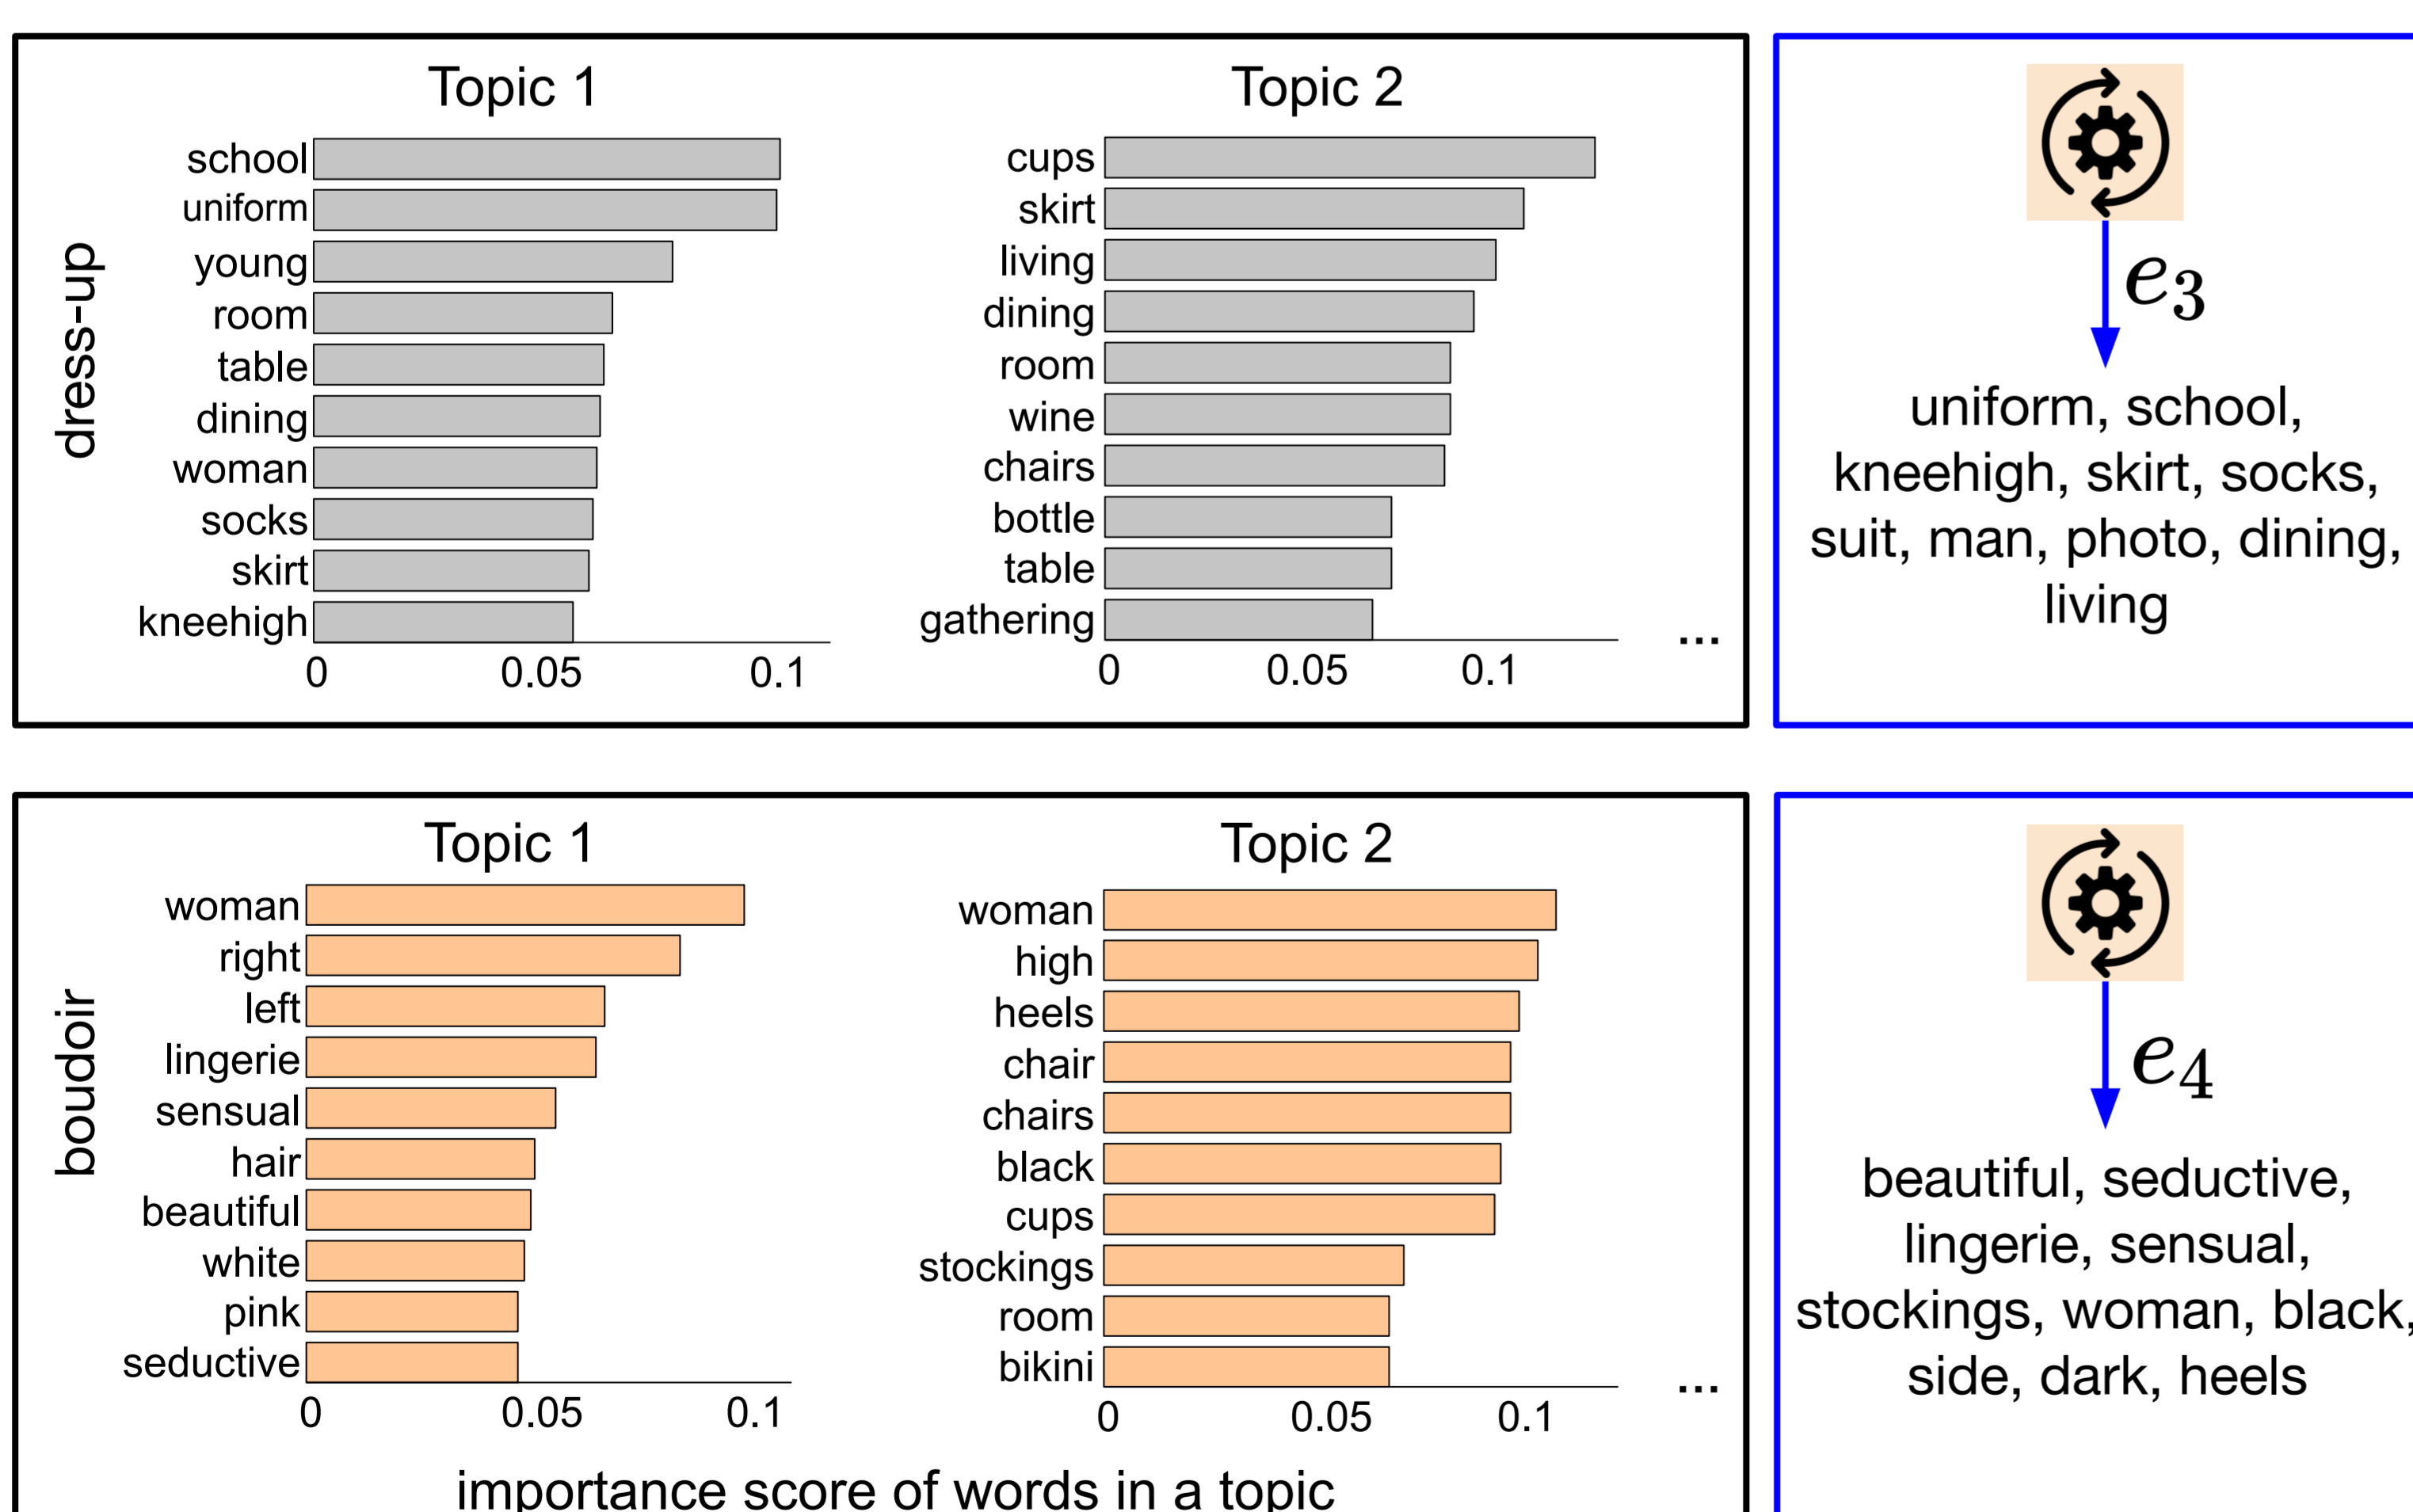 Topic 1
school
uniform
young
room
table
dining
woman
socks
skirt
kneehigh
0 0.05 0.1
dress-up
Topic 2
cups
skirt
living
dining
room
wine
chairs
bottle
table
gathering
0 0.05 0.1
...
e3
uniform, school,
kneehigh, skirt, socks,
suit, man, photo, dining,
living
Topic 1
woman
right
left
lingerie
sensual
hair
beautiful
white
pink
seductive
0 0.05 0.1
boudoir
Topic 2
woman
high
heels
chair
chairs
black
cups
stockings
room
bikini
0 0.05 0.1
...
importance score of words in a topic
e4
beautiful, seductive,
lingerie, sensual,
stockings, woman, black,
side, dark, heels